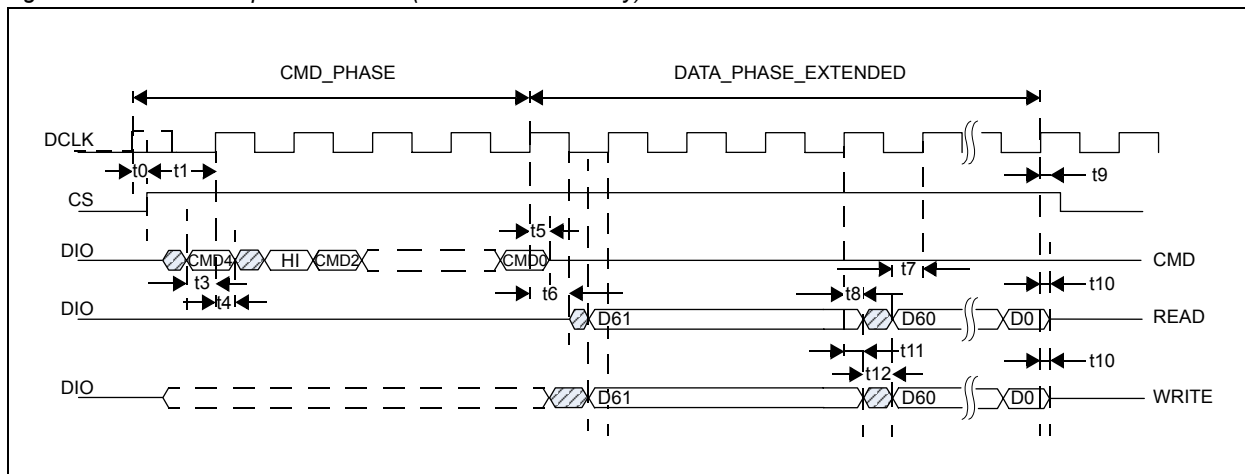 CMD_PHASE DATA_PHASE_EXTENDED
DCLK
t0 t1 t9
CS
t5
DIO CMD4 HI CMD2 CMD0 CMD
t3 t7
t4 t6 t8 t10
DIO D61 D60 D0 READ
t11
t12 t10
DIO D61 D60 D0 WRITE